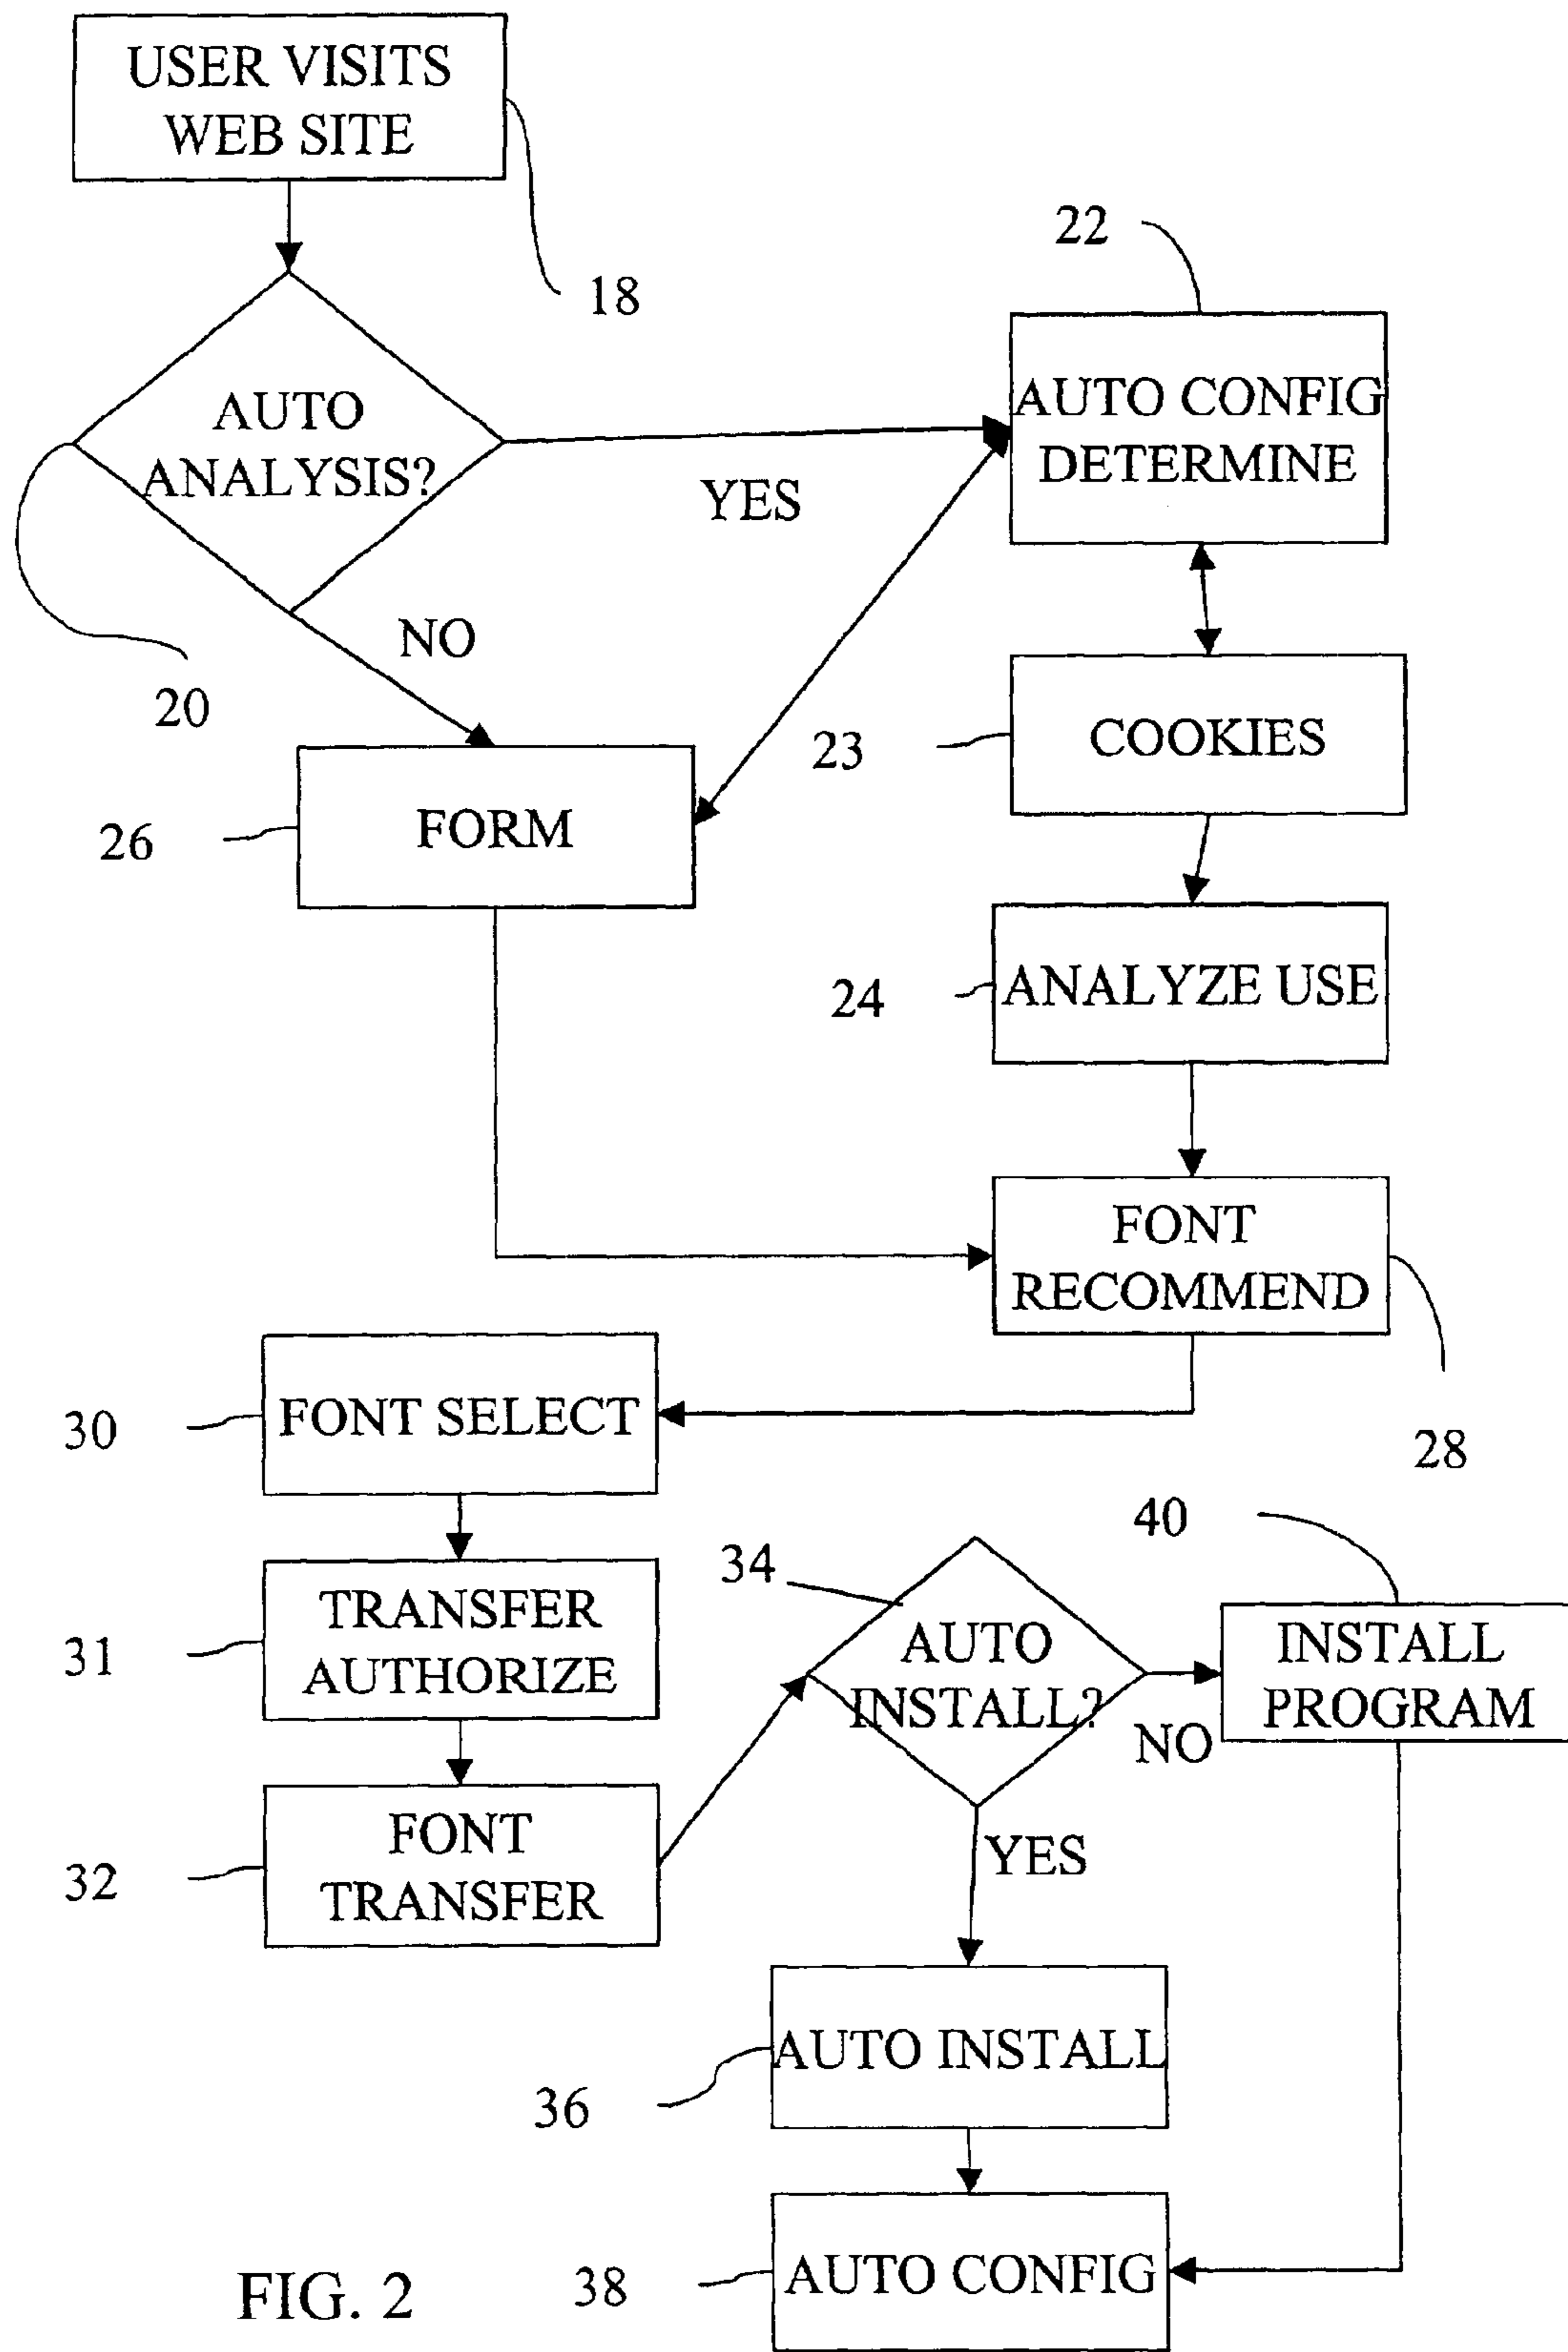 USER VISITS
WEB SITE
18
22
AUTO
ANALYSIS?
AUTO CONFIG
DETERMINE
YES
NO
20
23
COOKIES
26
FORM
24
ANALYZE USE
FONT
RECOMMEND
28
30
FONT SELECT
40
34
31
TRANSFER
AUTHORIZE
AUTO
INSTALL?
NO
INSTALL
PROGRAM
32
FONT
TRANSFER
YES
36
AUTO INSTALL
38
AUTO CONFIG
FIG. 2